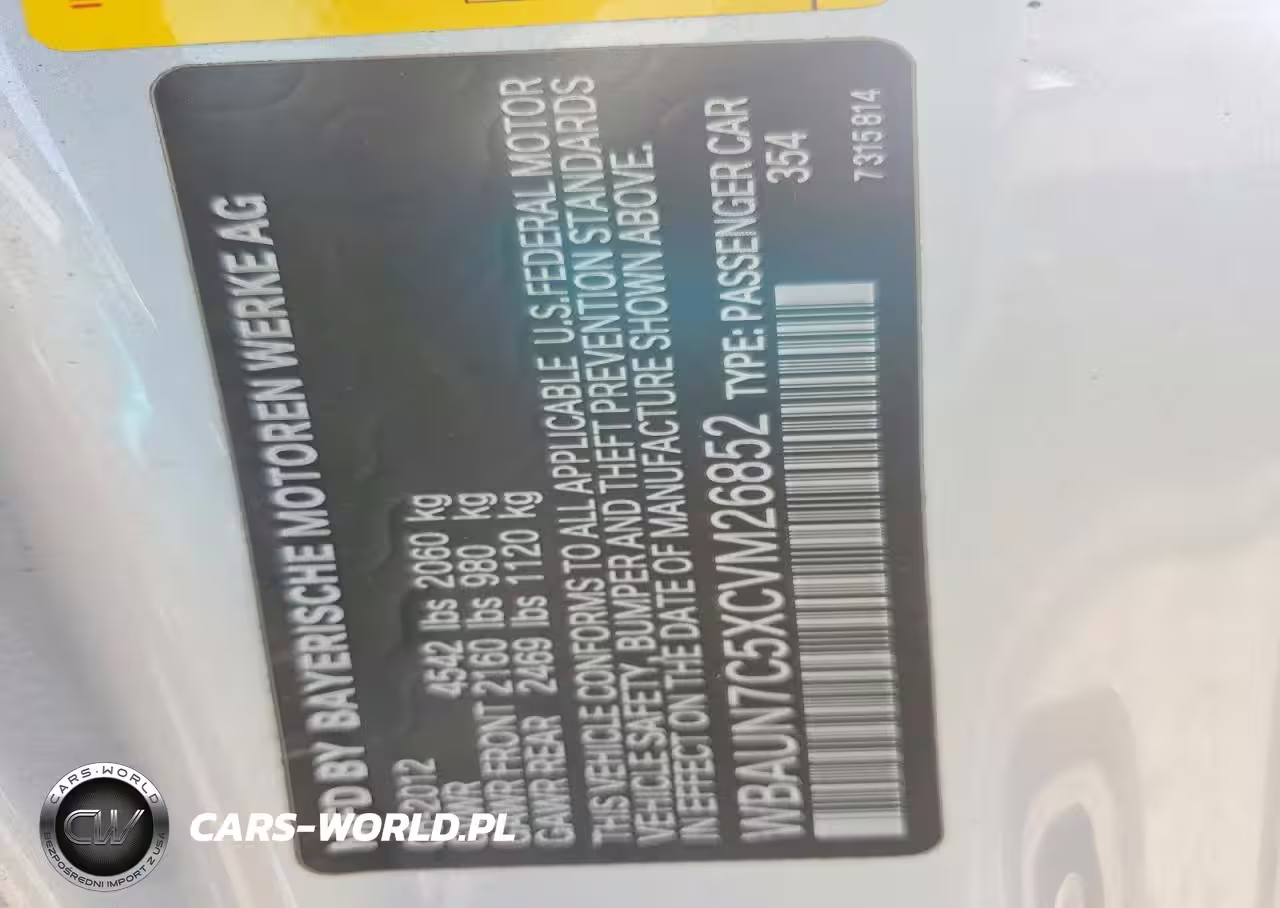 MFD BY BAYERISCHE MOTOREN WERKE AG
2012
GVWR 4542 lbs 2060 kg
GAWR FRONT 2160 lbs 980 kg
GAWR REAR 2469 lbs 1120 kg
THIS VEHICLE CONFORMS TO ALL APPLICABLE U.S.FEDERAL MOTOR
VEHICLE SAFETY, BUMPER AND THEFT PREVENTION STANDARDS
IN EFFECT ON THE DATE OF MANUFACTURE SHOWN ABOVE.
WBAUN7C5XCVM26852 TYPE: PASSENGER CAR
354
7315814
CARS-WORLD
CW
BEZPOŚREDNI IMPORT Z USA
CARS-WORLD.PL